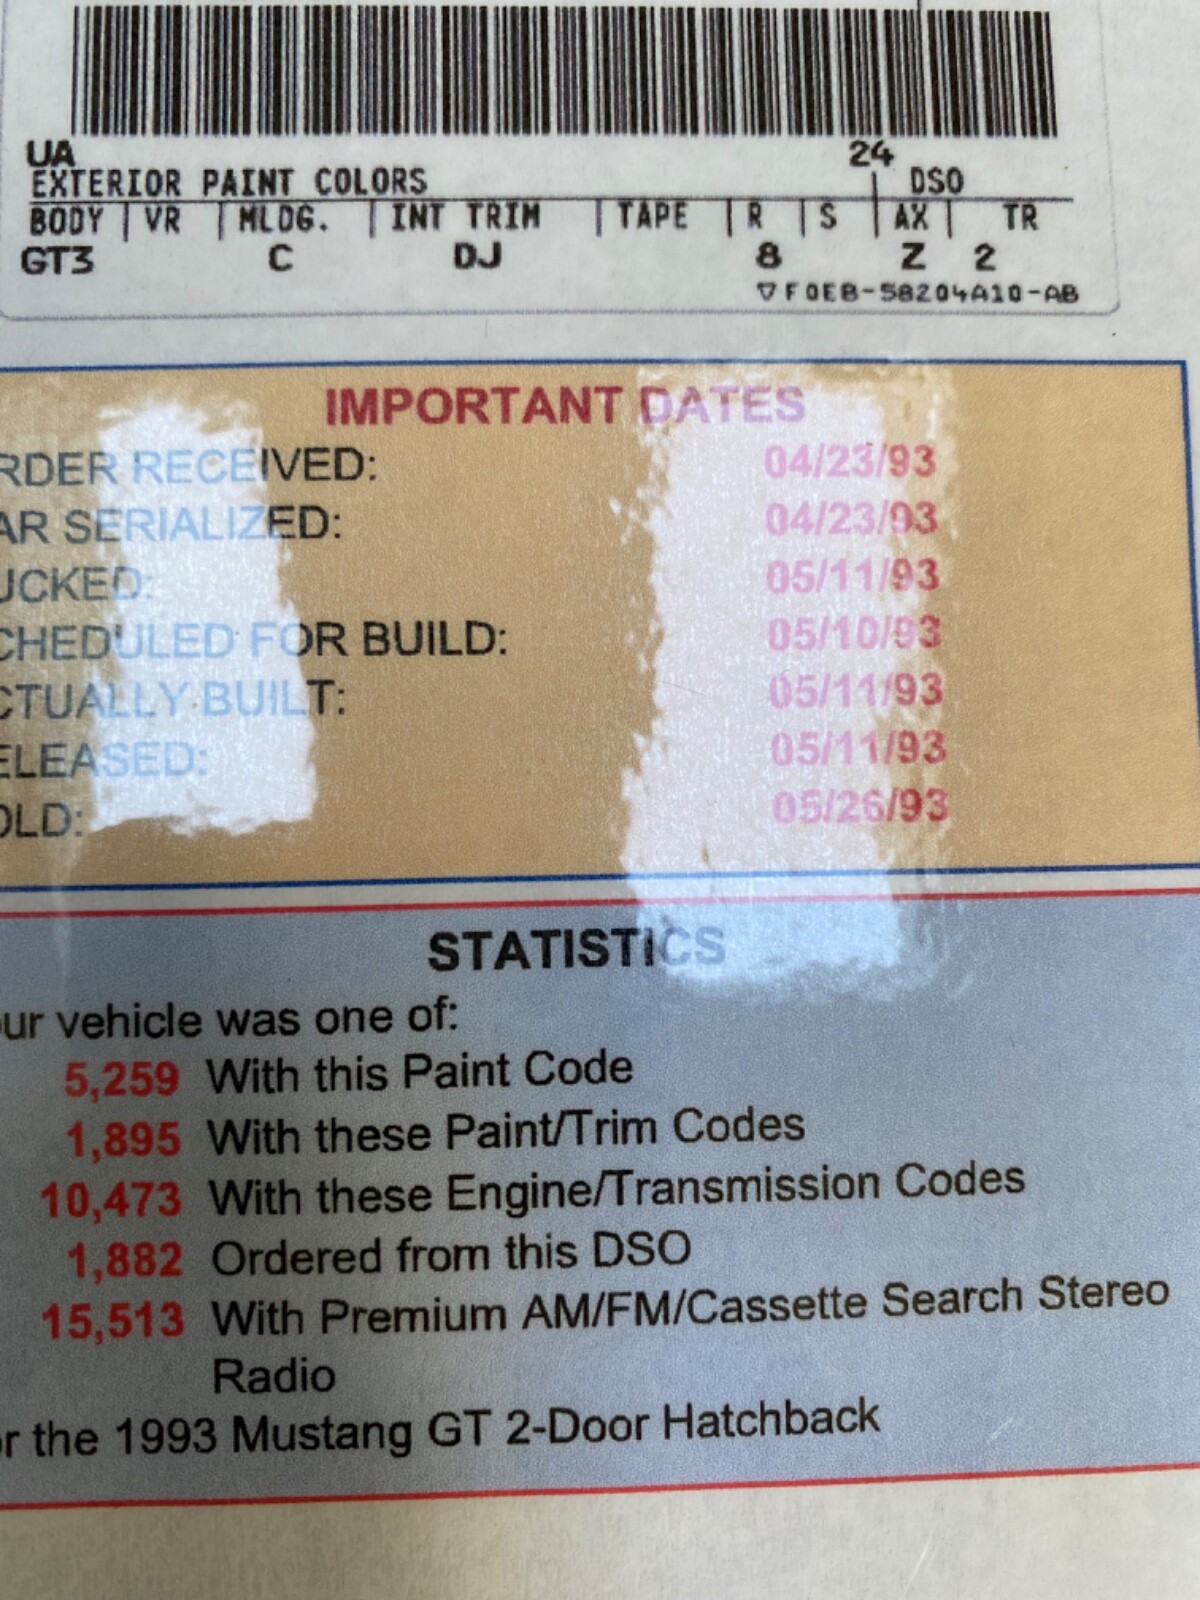 UA 24
EXTERIOR PAINT COLORS DSO
BODY | VR | MLDG. | INT TRIM | TAPE | R | S | AX | TR
GT3 C DJ 8 Z 2
▽F0EB-58204A10-AB
IMPORTANT DATES
RDER RECEIVED: 04/23/93
AR SERIALIZED: 04/23/93
UCKED: 05/11/93
CHEDULED FOR BUILD: 05/10/93
CTUALLY BUILT: 05/11/93
ELEASED: 05/11/93
OLD: 05/26/93
STATISTICS
our vehicle was one of:
5,259 With this Paint Code
1,895 With these Paint/Trim Codes
10,473 With these Engine/Transmission Codes
1,882 Ordered from this DSO
15,513 With Premium AM/FM/Cassette Search Stereo
Radio
or the 1993 Mustang GT 2-Door Hatchback